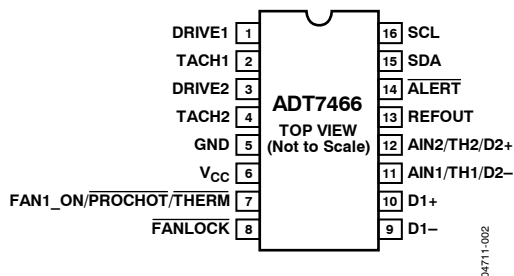 DRIVE1 1
TACH1 2
DRIVE2 3
TACH2 4
GND 5
VCC 6
FAN1_ON/PROCHOT/THERM 7
FANLOCK 8
ADT7466
TOP VIEW
(Not to Scale)
16 SCL
15 SDA
14 ALERT
13 REFOUT
12 AIN2/TH2/D2+
11 AIN1/TH1/D2–
10 D1+
9 D1–
04711-002